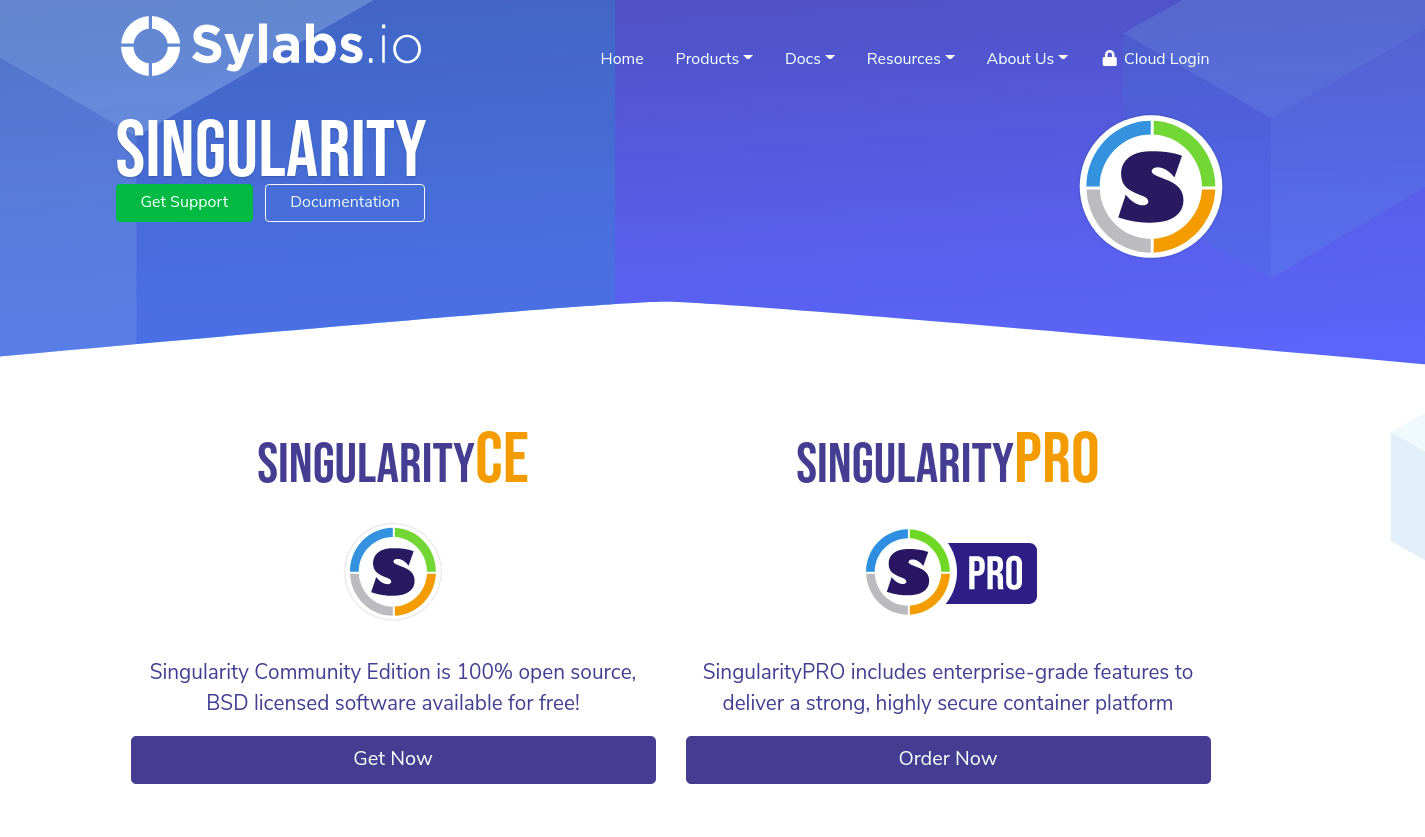 Sylabs.io
Home Products Docs Resources About Us Cloud Login
SINGULARITY
Get Support Documentation
S
SINGULARITYCE
S
Singularity Community Edition is 100% open source,
BSD licensed software available for free!
Get Now
SINGULARITYPRO
S PRO
SingularityPRO includes enterprise-grade features to
deliver a strong, highly secure container platform
Order Now